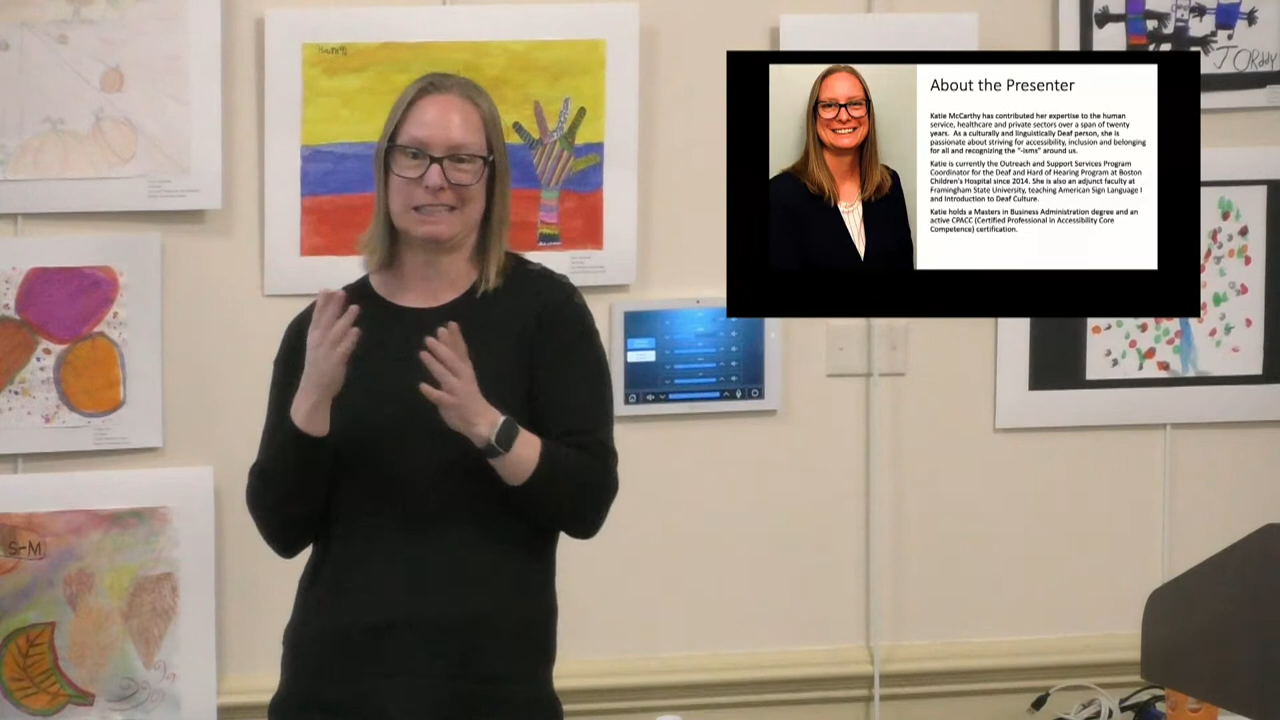 About the Presenter
Katie McCarthy has contributed her expertise to the human
service, healthcare and private sectors over a span of twenty
years. As a culturally and linguistically Deaf person, she is
passionate about striving for accessibility, inclusion and belonging
for all and recognizing the "-isms" around us.
Katie is currently the Outreach and Support Services Program
Coordinator for the Deaf and Hard of Hearing Program at Boston
Children's Hospital since 2014. She is also an adjunct faculty at
Framingham State University, teaching American Sign Language I
and Introduction to Deaf Culture.
Katie holds a Masters in Business Administration degree and an
active CPACC (Certified Professional in Accessibility Core
Competence) certification.
S-M